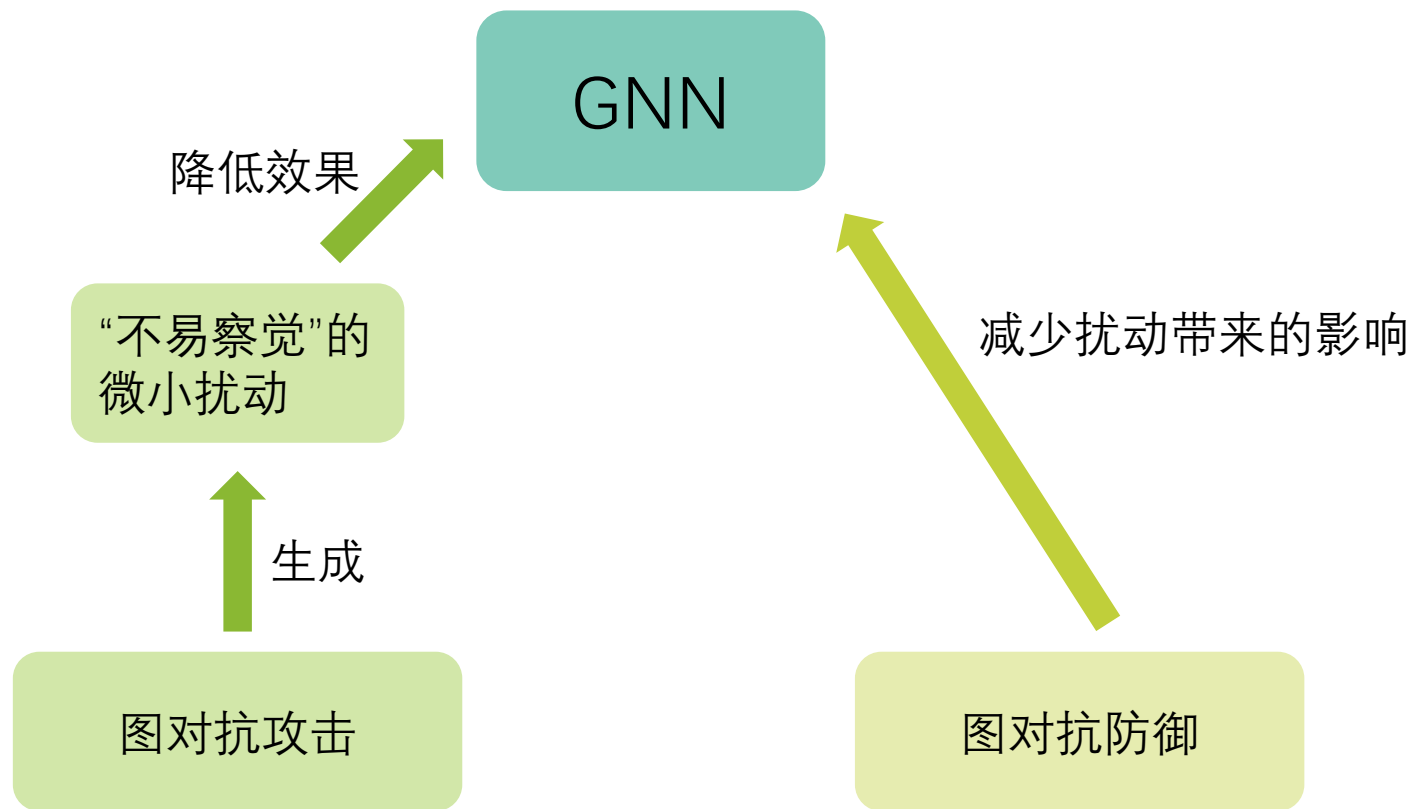 GNN
降低效果
“不易察觉”的
微小扰动
减少扰动带来的影响
生成
图对抗攻击
图对抗防御